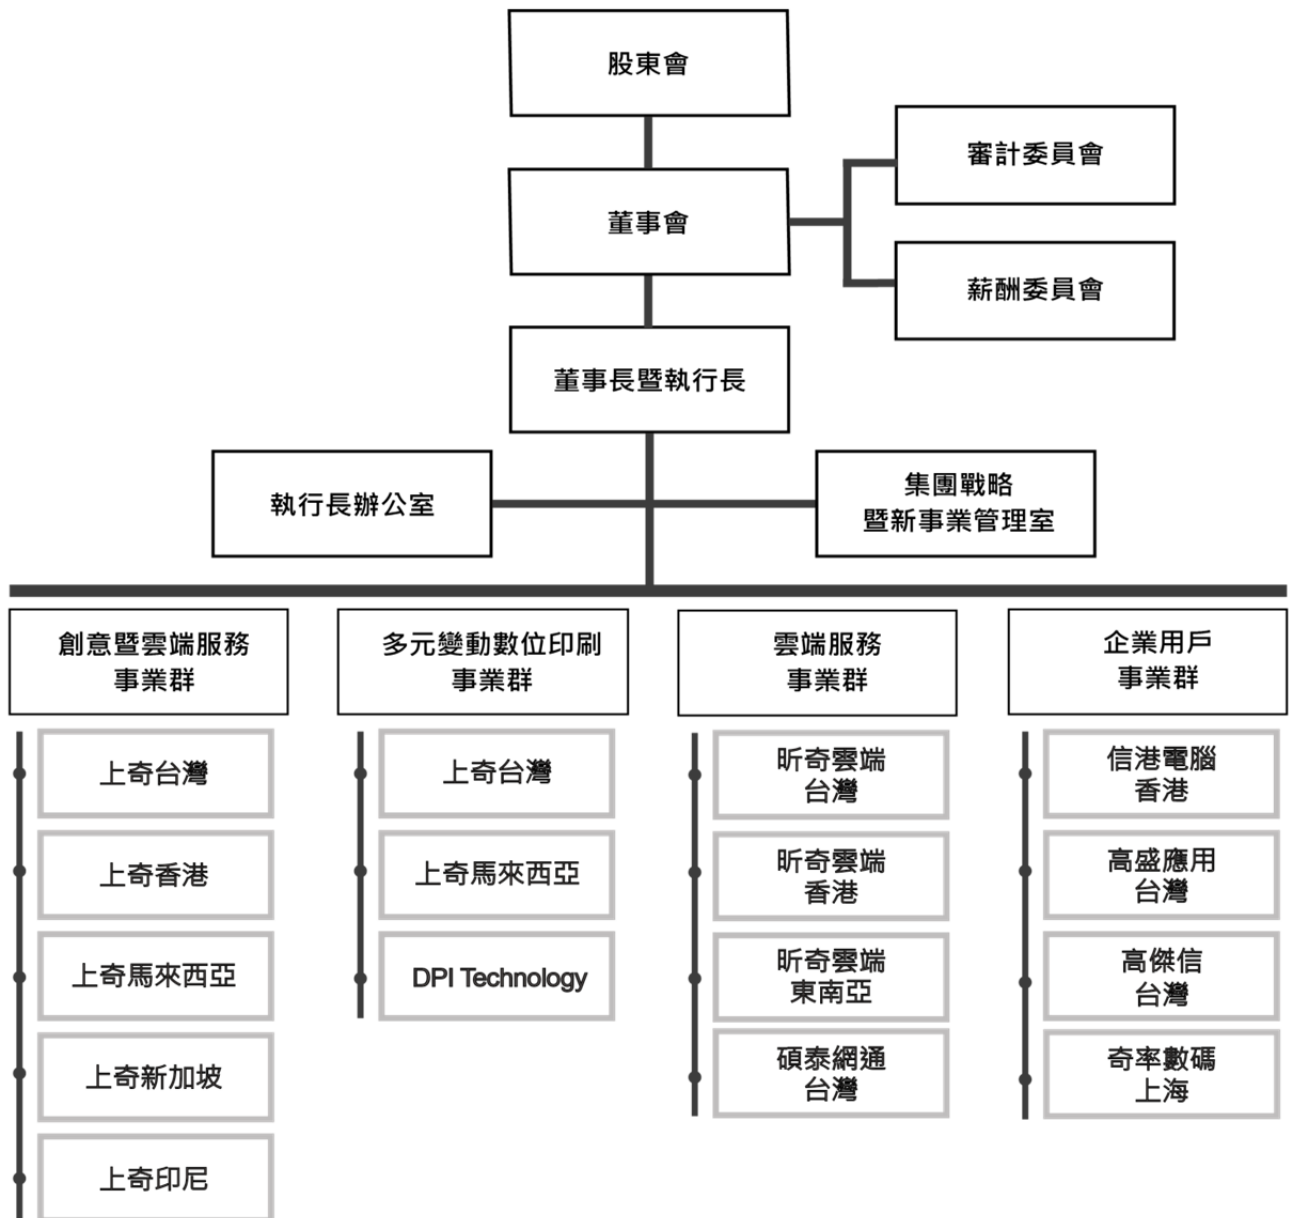 股東會
審計委員會
董事會
薪酬委員會
董事長暨執行長
執行長辦公室
集團戰略
暨新事業管理室
創意暨雲端服務
事業群
上奇台灣
上奇香港
上奇馬來西亞
上奇新加坡
上奇印尼
多元變動數位印刷
事業群
上奇台灣
上奇馬來西亞
DPI Technology
雲端服務
事業群
昕奇雲端
台灣
昕奇雲端
香港
昕奇雲端
東南亞
碩泰網通
台灣
企業用戶
事業群
信港電腦
香港
高盛應用
台灣
高傑信
台灣
奇率數碼
上海